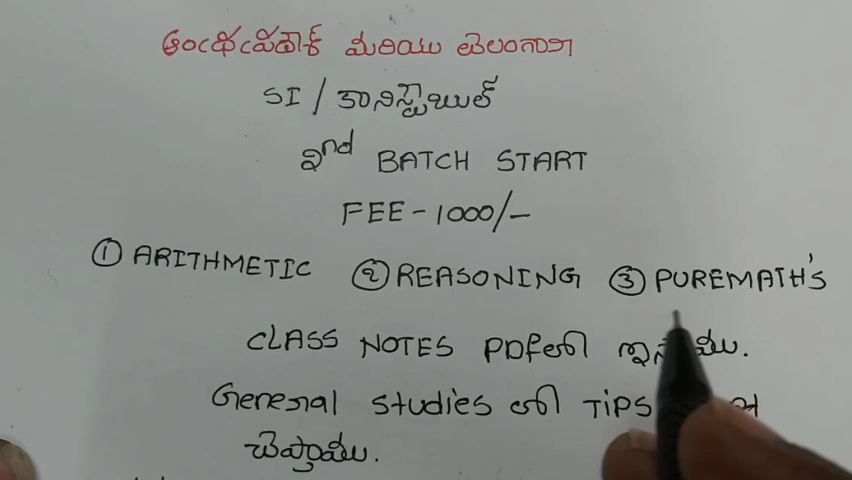 ఆంధ్రప్రదేశ్ మరియు తెలంగాణ
SI / కానిస్టాబుల్
2nd BATCH START
FEE - 1000/-
① ARITHMETIC ② REASONING ③ PUREMATH'S
CLASS NOTES PDFలో
General studies లో TIPS
చెప్తాము.